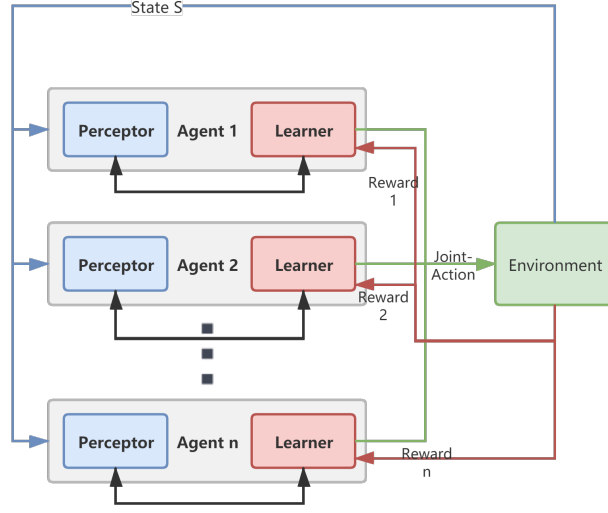 State S
Perceptor Agent 1 Learner
Reward
1
Perceptor Agent 2 Learner
Joint-
Action
Environment
Reward
2
Perceptor Agent n Learner
Reward
n